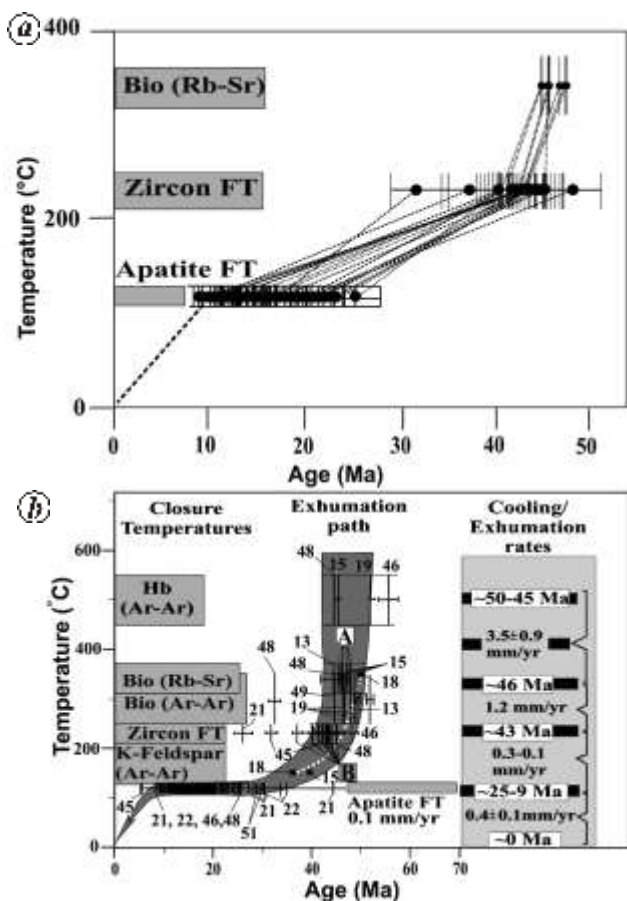 a
400
Bio (Rb-Sr)
Zircon FT
200
Apatite FT
0
Temperature (°C)
0 10 20 30 40 50
Age (Ma)
b
Closure Temperatures
Exhumation path
Cooling/ Exhumation rates
600
48 15 19 46
Hb (Ar-Ar)
~50-45 Ma
400
A
3.5±0.9 mm/yr
13
48
15
Bio (Rb-Sr)
48
18
~46 Ma
Bio (Ar-Ar)
49
13
1.2 mm/yr
19
21
Zircon FT
46
~43 Ma
45
48
200
K-Feldspar (Ar-Ar)
18
B
0.3-0.1 mm/yr
15
45
21, 22, 46,48
51
21
22
21
Apatite FT
0.1 mm/yr
~25-9 Ma
0.4±0.1mm/yr
~0 Ma
0
Temperature (°C)
0 20 40 60 70
Age (Ma)